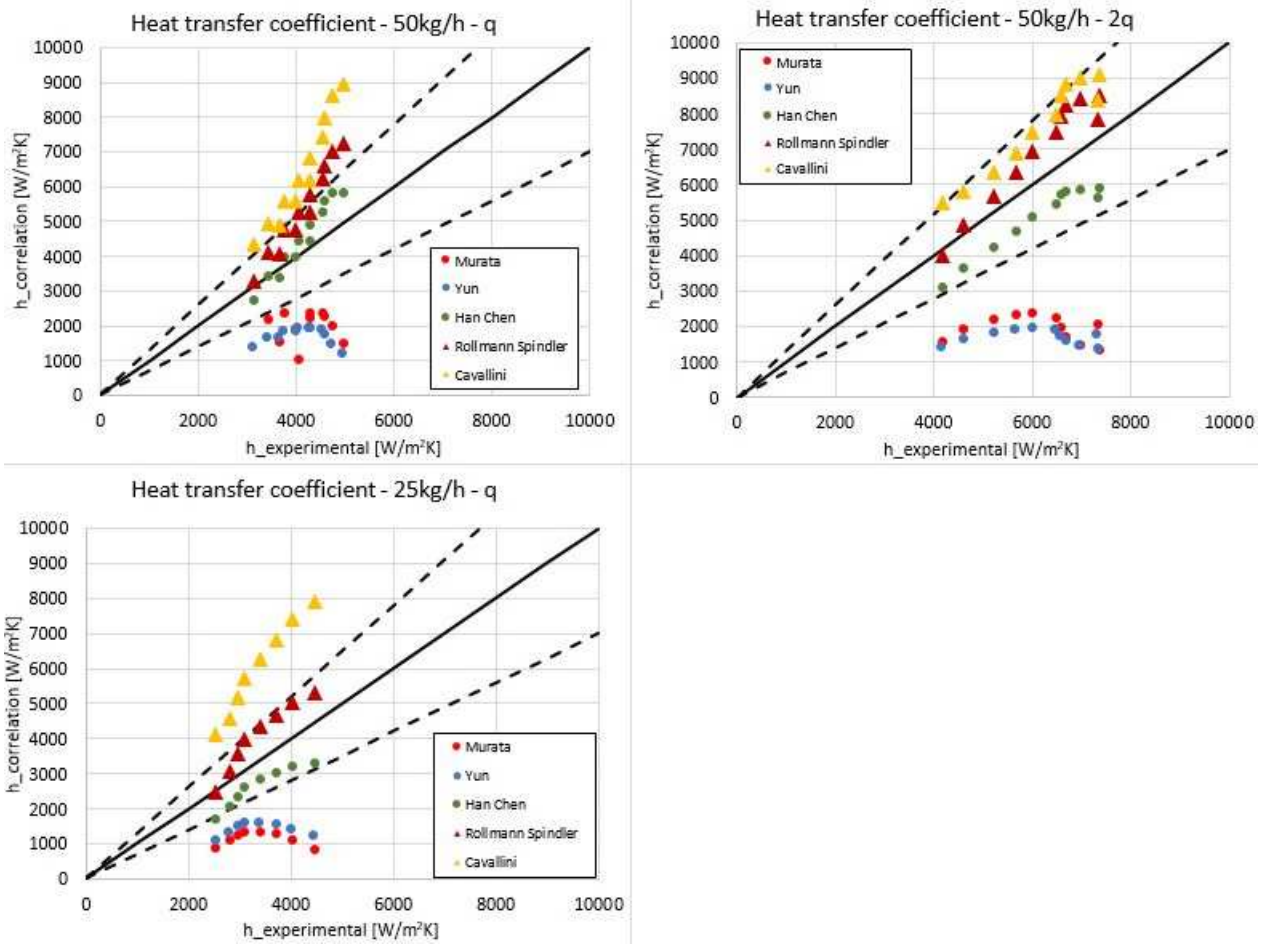 Heat transfer coefficient - 50kg/h - q
10000
9000
8000
7000
6000
5000
4000
3000
2000
1000
0
h_correlation [W/m²K]
Murata
Yun
Han Chen
Rollmann Spindler
Cavallini
0 2000 4000 6000 8000 10000
h_experimental [W/m²K]
Heat transfer coefficient - 50kg/h - 2q
10000
9000
8000
7000
6000
5000
4000
3000
2000
1000
0
h_correlation [W/m²K]
Murata
Yun
Han Chen
Rollmann Spindler
Cavallini
0 2000 4000 6000 8000 10000
h_experimental [W/m²K]
Heat transfer coefficient - 25kg/h - q
10000
9000
8000
7000
6000
5000
4000
3000
2000
1000
0
h_correlation [W/m²K]
Murata
Yun
Han Chen
Rollmann Spindler
Cavallini
0 2000 4000 6000 8000 10000
h_experimental [W/m²K]